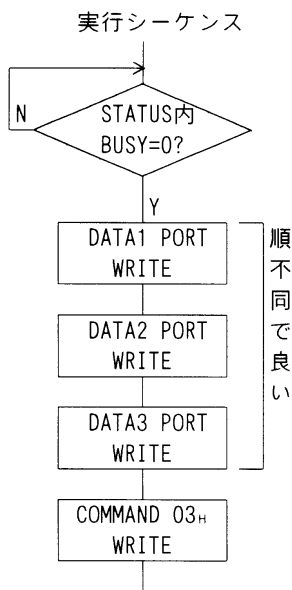 実行シーケンス
N
STATUS内
BUSY=0?
Y
DATA1 PORT
WRITE
DATA2 PORT
WRITE
DATA3 PORT
WRITE
順不同で良い
COMMAND 03H
WRITE